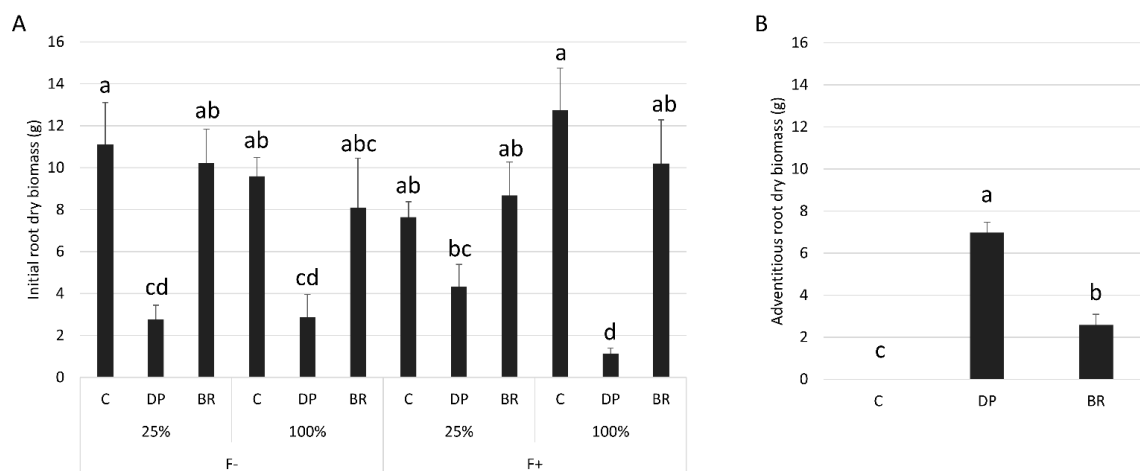 A
Initial root dry biomass (g)
16
14
12
10
8
6
4
2
0
a
cd
ab
ab
cd
abc
ab
bc
ab
a
d
ab
C DP BR C DP BR C DP BR C DP BR
25% 100% 25% 100%
F- F+
B
Adventitious root dry biomass (g)
16
14
12
10
8
6
4
2
0
c
a
b
C DP BR